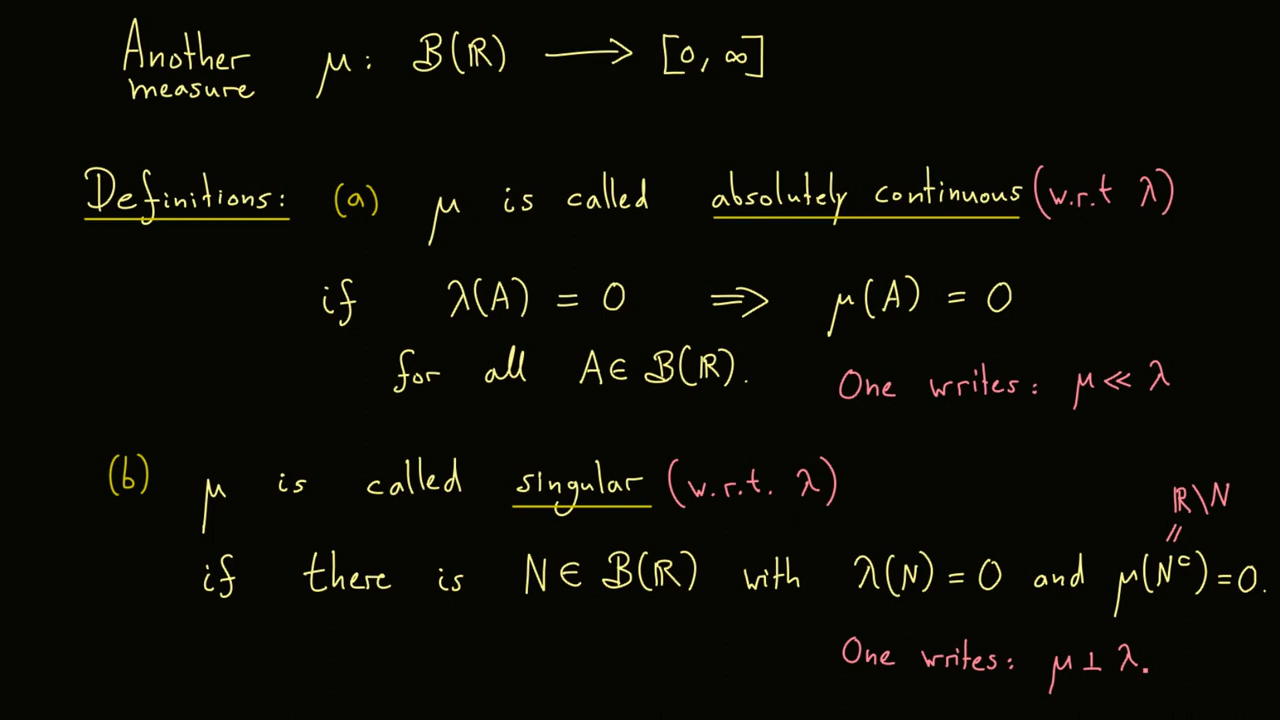 Another measure μ: B(ℝ) ⟶ [0, ∞]
Definitions: (a) μ is called absolutely continuous (w.r.t λ)
if λ(A) = 0 ⟹ μ(A) = 0
for all A ∈ B(ℝ).
One writes: μ ≪ λ
(b) μ is called singular (w.r.t. λ)
ℝ\N
=
if there is N ∈ B(ℝ) with λ(N) = 0 and μ(Nᶜ) = 0.
One writes: μ ⊥ λ.